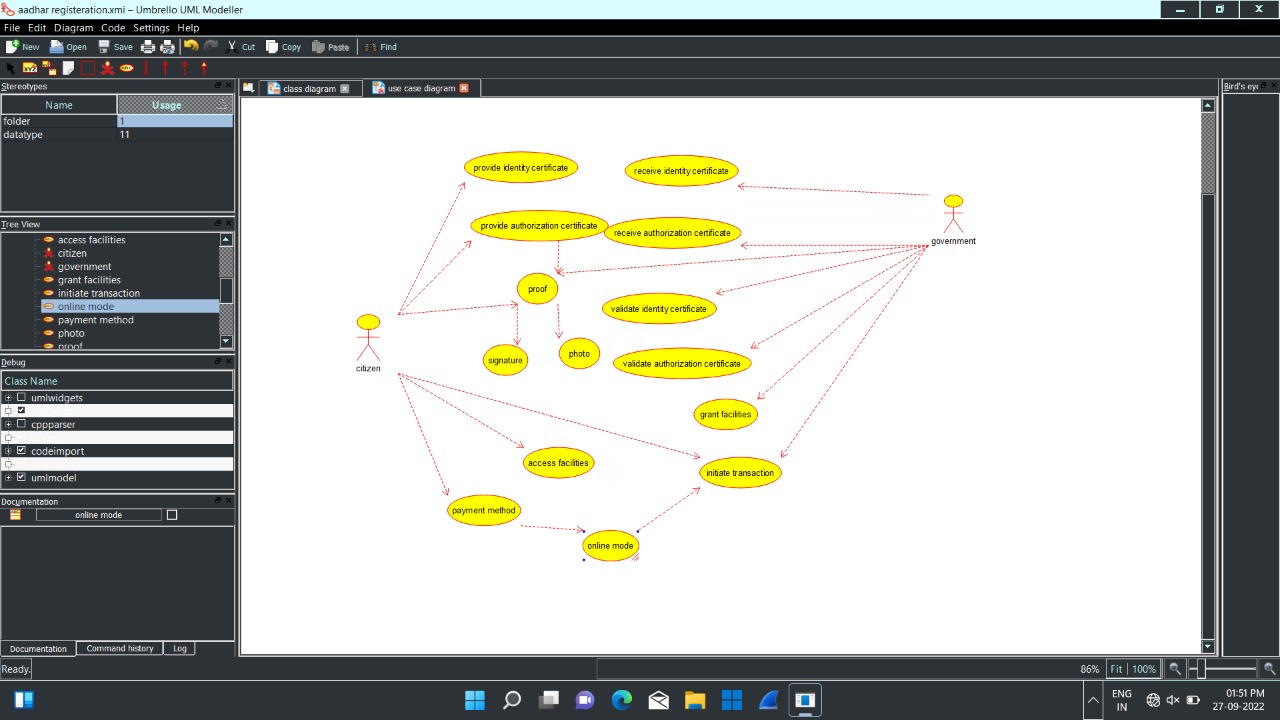 aadhar registeration.xmi – Umbrello UML Modeller
File Edit Diagram Code Settings Help
New Open Save Cut Copy Paste Find
Stereotypes
Name Usage
folder 1
datatype 11
Tree View
access facilities
citizen
government
grant facilities
initiate transaction
online mode
payment method
photo
proof
Debug
Class Name
umlwidgets
cppparser
codeimport
umlmodel
Documentation
online mode
Documentation Command history Log
class diagram use case diagram
provide identity certificate
receive identity certificate
provide authorization certificate
receive authorization certificate
government
proof
validate identity certificate
citizen
signature
photo
validate authorization certificate
grant facilities
access facilities
initiate transaction
payment method
online mode
Bird's eye
Ready.
86% Fit 100%
ENG
IN
01:51 PM
27-09-2022